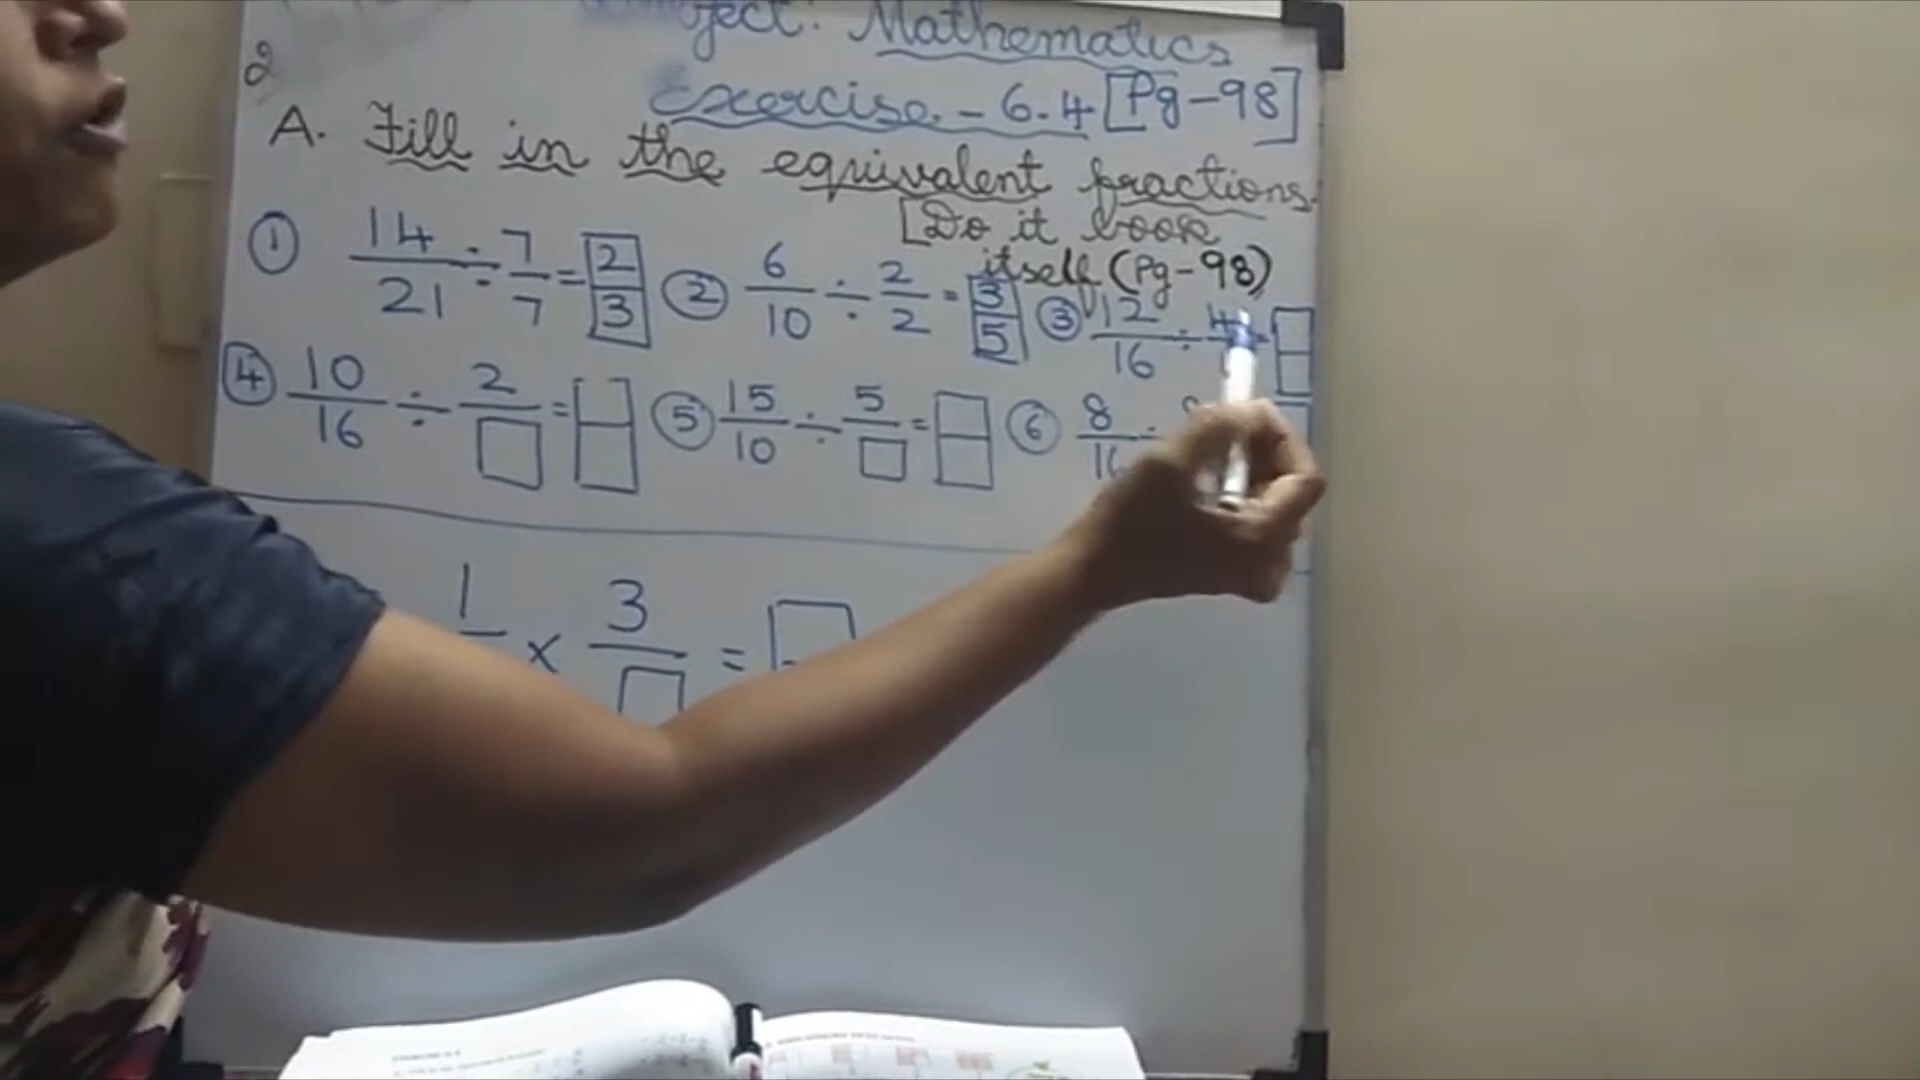 Mathematics
Exercise - 6.4 [Pg-98]
A. Fill in the equivalent fractions.
[Do it book
itself (Pg-98)
① 14/21 ÷ 7/7 = 2/3 ② 6/10 ÷ 2/2 = 3/5 ③ 12/16 ÷ 4 = □/□
④ 10/16 ÷ 2/□ = □/□ ⑤ 15/10 ÷ 5/□ = □/□ ⑥ 8
1 × 3/□ = □